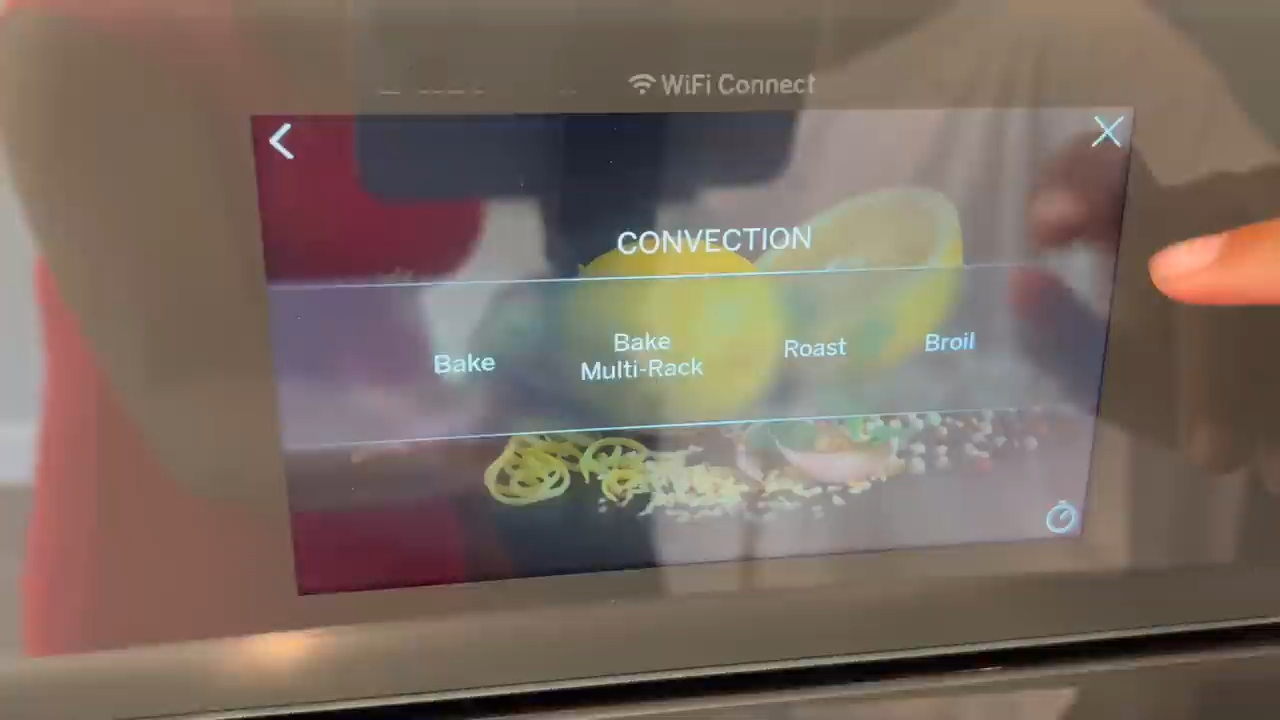 WiFi Connect
CONVECTION
Bake
Bake
Multi-Rack
Roast
Broil